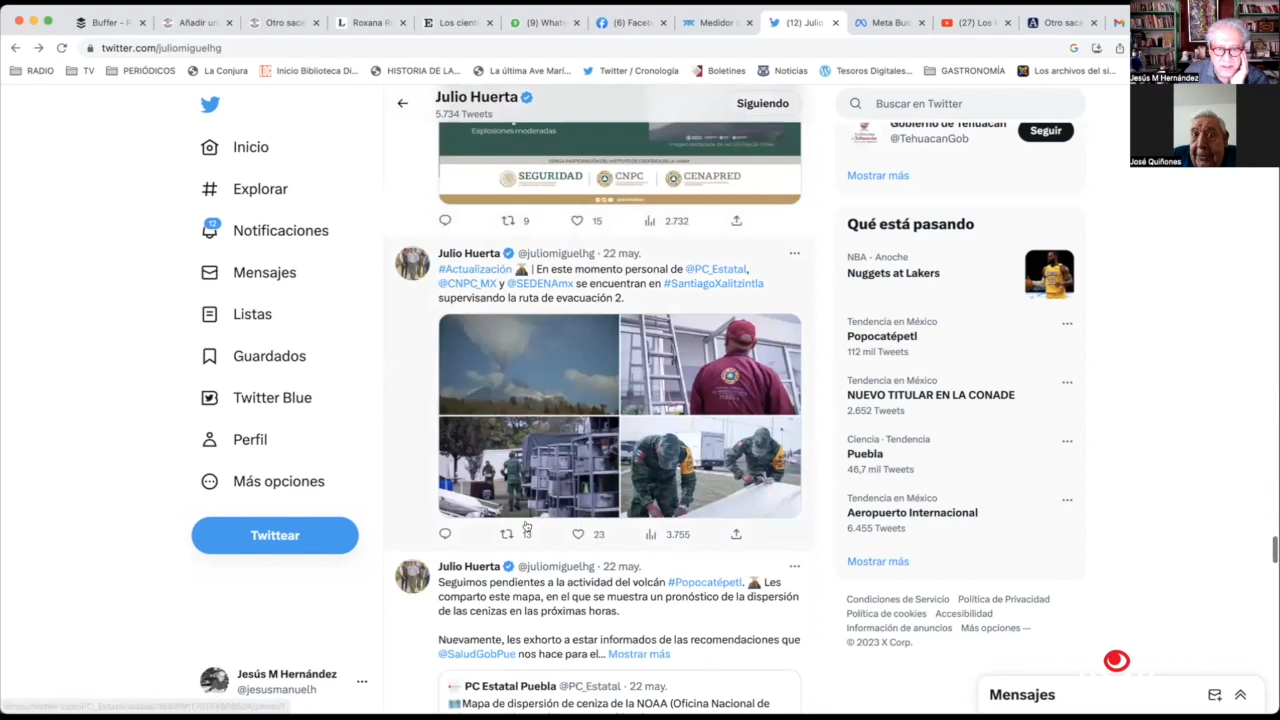 Buffer - P
Añadir un
Otro sace
Roxana R
Los cientí
(9) Whats
(6) Faceb
Medidor d
(12) Julio
Meta Bus
(27) Los
Otro sace
twitter.com/juliomiguelhg
RADIO
TV
PERIÓDICOS
La Conjura
Inicio Biblioteca Di...
HISTORIA DE LA...
La última Ave Marí...
Twitter / Cronología
Boletines
Noticias
Tesoros Digitales...
GASTRONOMÍA
Los archivos del si...
Jesús M Hernández
José Quiñones
Inicio
Explorar
12
Notificaciones
Mensajes
Listas
Guardados
Twitter Blue
Perfil
Más opciones
Twittear
Jesús M Hernández
@jesusmanuelh
Julio Huerta
5.734 Tweets
Siguiendo
Explosiones moderadas
SEGURIDAD
CNPC
CENAPRED
9
15
2.732
Julio Huerta @juliomiguelhg · 22 may.
#Actualización | En este momento personal de @PC_Estatal,
@CNPC_MX y @SEDENAmx se encuentran en #SantiagoXalitzintla
supervisando la ruta de evacuación 2.
13
23
3.755
Julio Huerta @juliomiguelhg · 22 may.
Seguimos pendientes a la actividad del volcán #Popocatépetl. Les
comparto este mapa, en el que se muestra un pronóstico de la dispersión
de las cenizas en las próximas horas.
Nuevamente, les exhorto a estar informados de las recomendaciones que
@SaludGobPue nos hace para el... Mostrar más
PC Estatal Puebla @PC_Estatal · 22 may.
Mapa de dispersión de ceniza de la NOAA (Oficina Nacional de
Buscar en Twitter
Gobierno de Tehuacán
@TehuacanGob
Seguir
Mostrar más
Qué está pasando
NBA · Anoche
Nuggets at Lakers
Tendencia en México
Popocatépetl
112 mil Tweets
Tendencia en México
NUEVO TITULAR EN LA CONADE
2.652 Tweets
Ciencia · Tendencia
Puebla
46,7 mil Tweets
Tendencia en México
Aeropuerto Internacional
6.455 Tweets
Mostrar más
Condiciones de Servicio Política de Privacidad
Política de cookies Accesibilidad
Información de anuncios Más opciones ···
© 2023 X Corp.
Mensajes